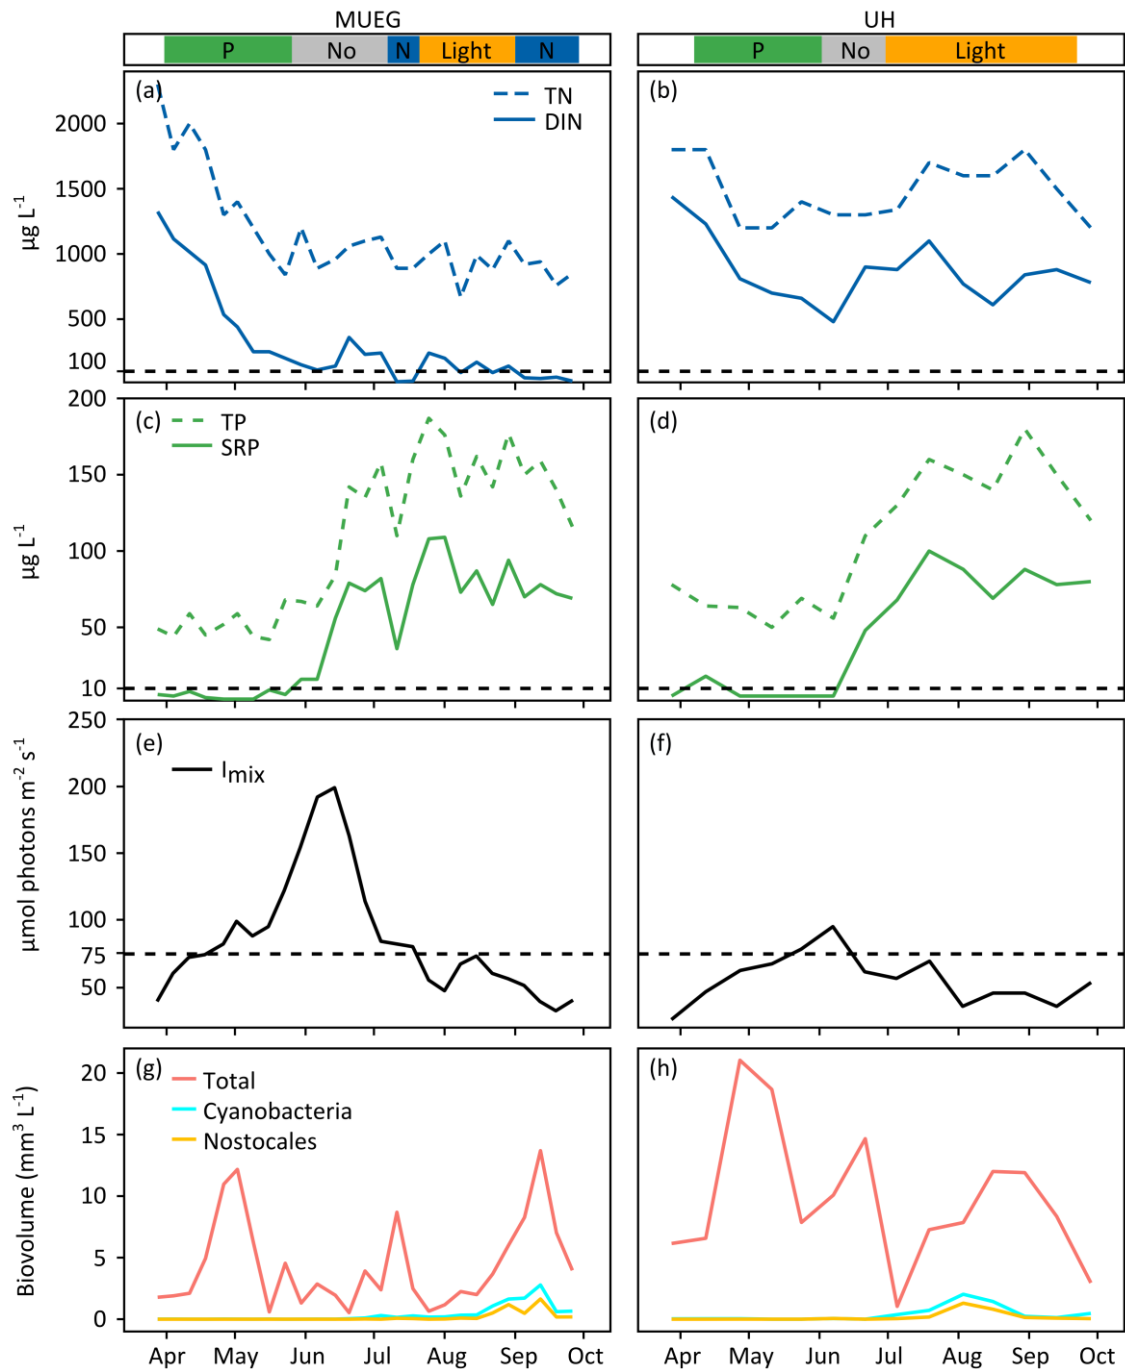 MUEG UH
P No N Light N P No Light
(a) TN
DIN
(b)
2000
1500
1000
500
100
µg L-1
(c) TP
SRP
(d)
200
150
100
50
10
µg L-1
(e) Imix
(f)
250
200
150
100
75
50
µmol photons m-2 s-1
(g) Total
Cyanobacteria
Nostocales
(h)
20
15
10
5
0
Biovolume (mm3 L-1)
Apr May Jun Jul Aug Sep Oct Apr May Jun Jul Aug Sep Oct